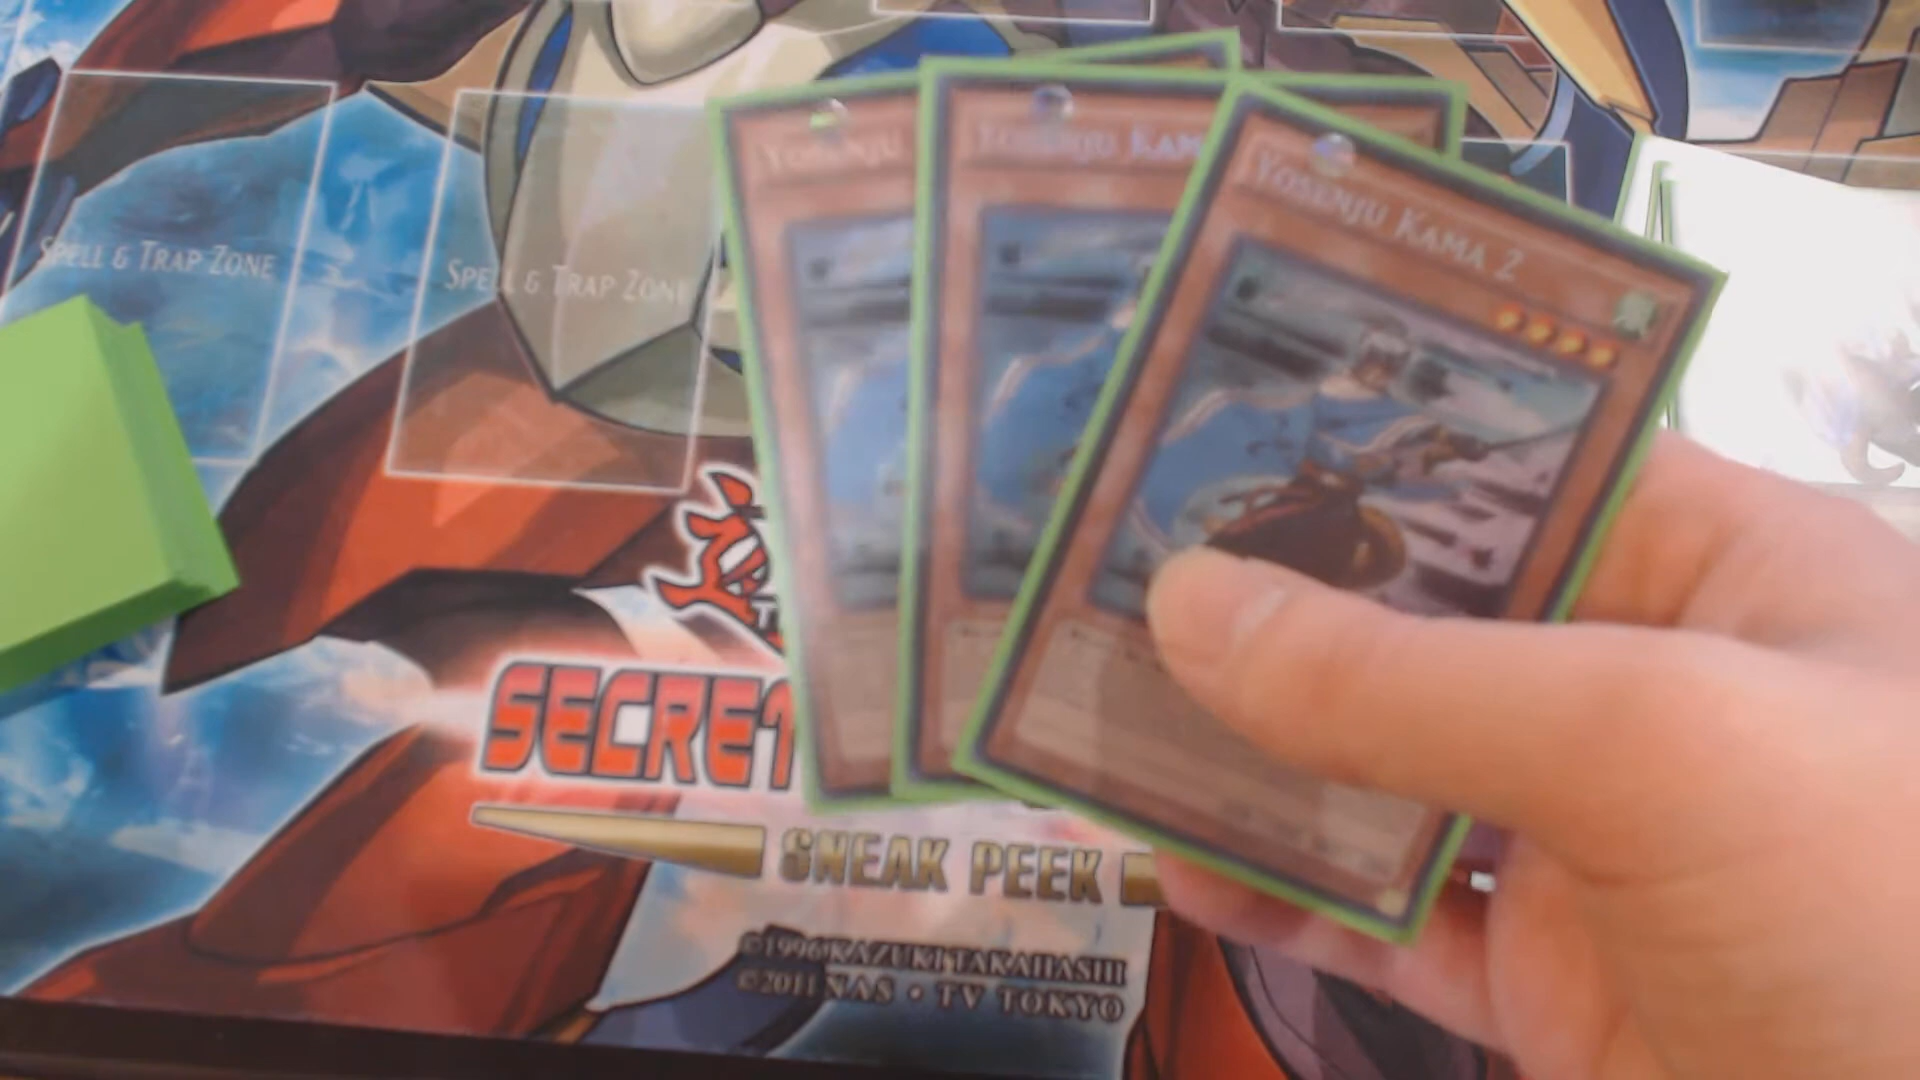 YOSENJU
YOSENJU KAM
YOSENJU KAMA 2
SPELL & TRAP ZONE
SPELL & TRAP ZONE
SECRET
SNEAK PEEK
©1996 KAZUKI TAKAHASHI
©2011 NAS • TV TOKYO